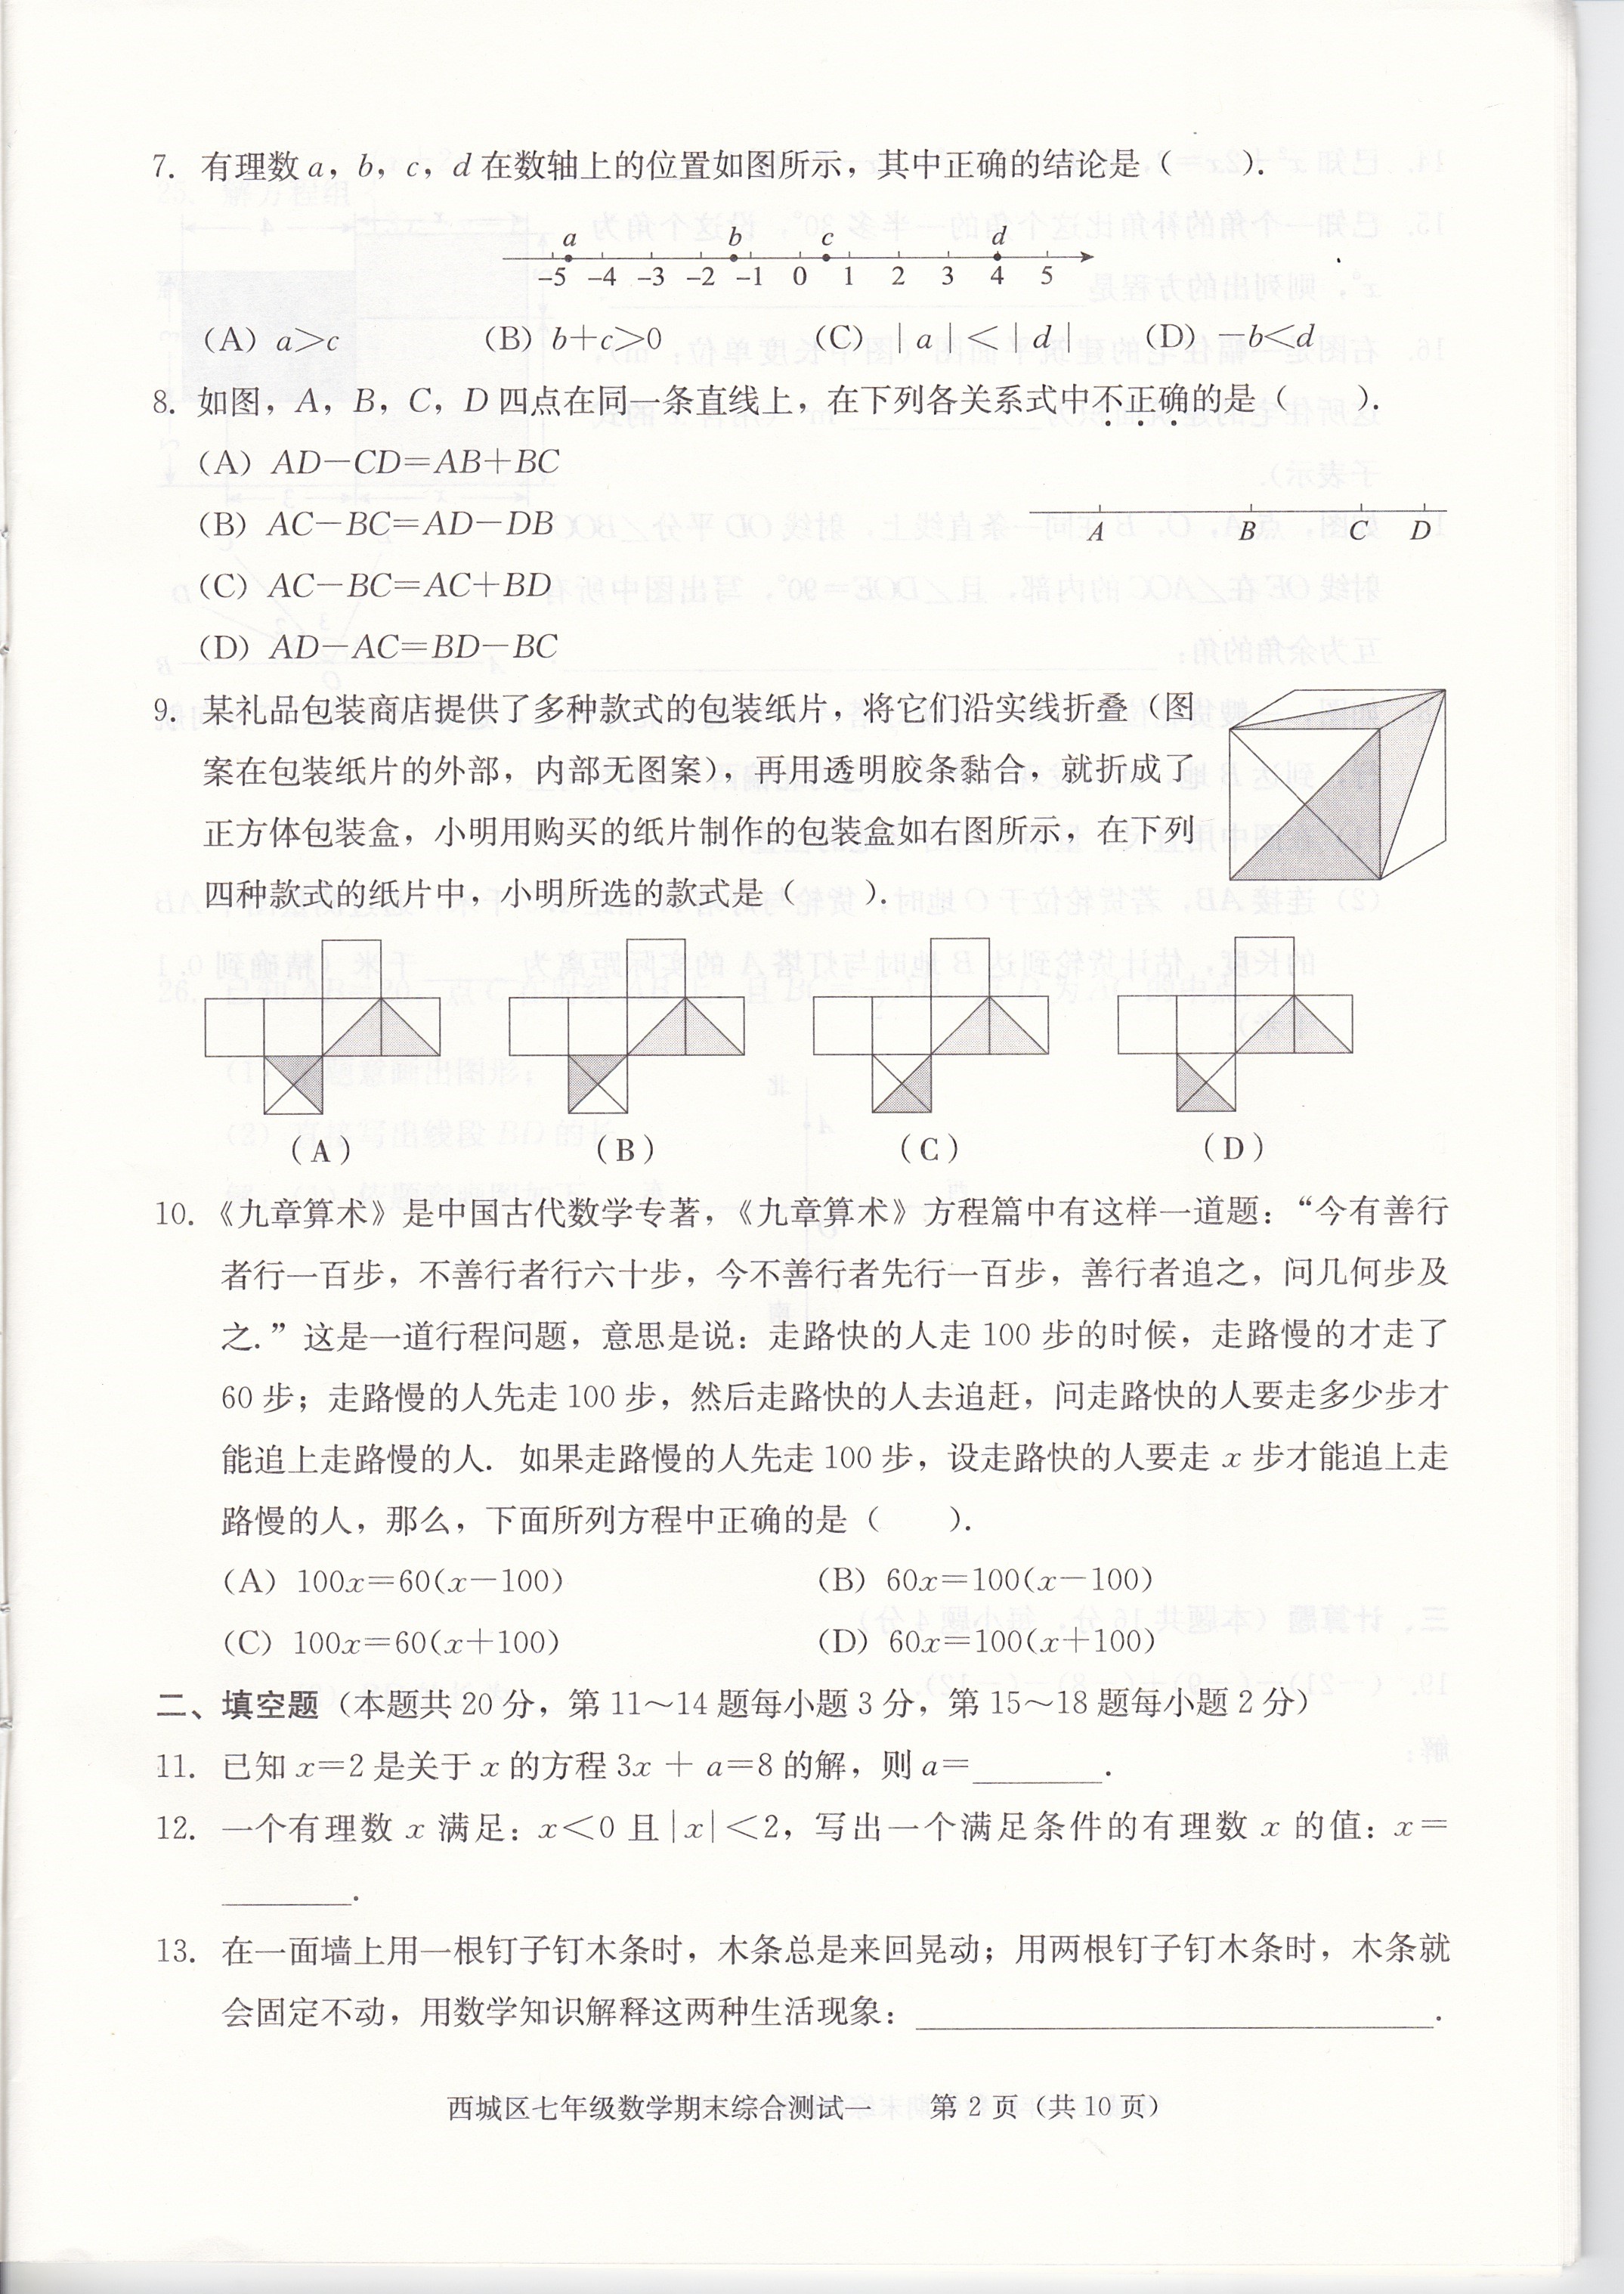 7. 有理数 a，b，c，d 在数轴上的位置如图所示，其中正确的结论是（　　）.
a b c d
-5 -4 -3 -2 -1 0 1 2 3 4 5
(A) a>c (B) b+c>0 (C) |a|<|d| (D) -b<d
8. 如图，A，B，C，D 四点在同一条直线上，在下列各关系式中不正确的是（　　）.
(A) AD-CD=AB+BC
(B) AC-BC=AD-DB
A B C D
(C) AC-BC=AC+BD
(D) AD-AC=BD-BC
9. 某礼品包装商店提供了多种款式的包装纸片，将它们沿实线折叠（图
案在包装纸片的外部，内部无图案），再用透明胶条黏合，就折成了
正方体包装盒，小明用购买的纸片制作的包装盒如右图所示，在下列
四种款式的纸片中，小明所选的款式是（　　）.
(A) (B) (C) (D)
10. 《九章算术》是中国古代数学专著，《九章算术》方程篇中有这样一道题：“今有善行
者行一百步，不善行者行六十步，今不善行者先行一百步，善行者追之，问几何步及
之.”这是一道行程问题，意思是说：走路快的人走 100 步的时候，走路慢的才走了
60 步；走路慢的人先走 100 步，然后走路快的人去追赶，问走路快的人要走多少步才
能追上走路慢的人. 如果走路慢的人先走 100 步，设走路快的人要走 x 步才能追上走
路慢的人，那么，下面所列方程中正确的是（　　）.
(A) 100x=60(x-100) (B) 60x=100(x-100)
(C) 100x=60(x+100) (D) 60x=100(x+100)
二、填空题（本题共 20 分，第 11～14 题每小题 3 分，第 15～18 题每小题 2 分）
11. 已知 x=2 是关于 x 的方程 3x + a=8 的解，则 a=________.
12. 一个有理数 x 满足：x<0 且|x|<2，写出一个满足条件的有理数 x 的值：x=
________.
13. 在一面墙上用一根钉子钉木条时，木条总是来回晃动；用两根钉子钉木条时，木条就
会固定不动，用数学知识解释这两种生活现象：________________________________.
西城区七年级数学期末综合测试一　第 2 页（共 10 页）